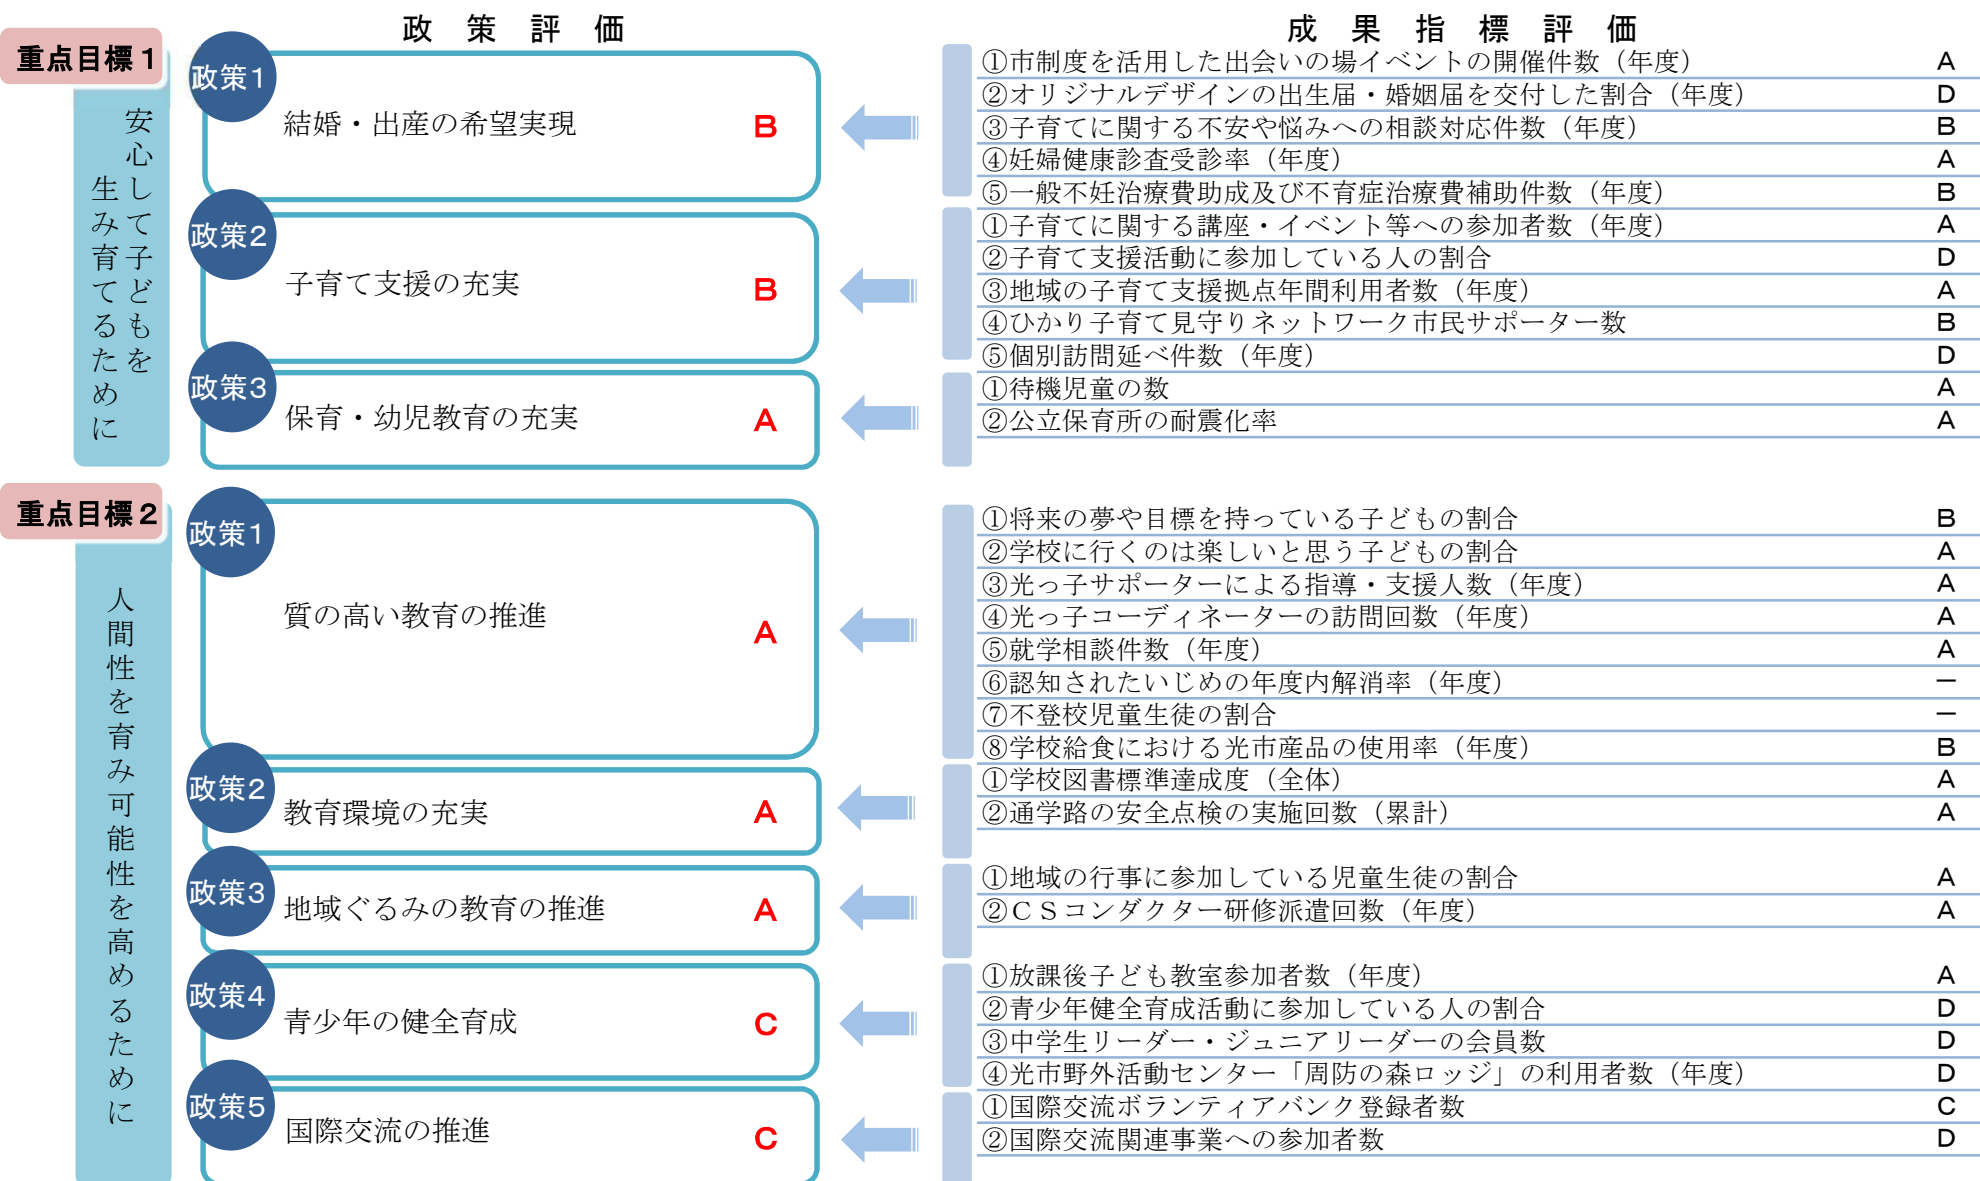 政策評価
成果指標評価
重点目標１
安心して子どもを
生み育てるために
政策1
結婚・出産の希望実現
B
①市制度を活用した出会いの場イベントの開催件数（年度） A
②オリジナルデザインの出生届・婚姻届を交付した割合（年度） D
③子育てに関する不安や悩みへの相談対応件数（年度） B
④妊婦健康診査受診率（年度） A
⑤一般不妊治療費助成及び不育症治療費補助件数（年度） B
政策2
子育て支援の充実
B
①子育てに関する講座・イベント等への参加者数（年度） A
②子育て支援活動に参加している人の割合 D
③地域の子育て支援拠点年間利用者数（年度） A
④ひかり子育て見守りネットワーク市民サポーター数 B
⑤個別訪問延べ件数（年度） D
政策3
保育・幼児教育の充実
A
①待機児童の数 A
②公立保育所の耐震化率 A
重点目標２
人間性を育み可能性を高めるために
政策1
質の高い教育の推進
A
①将来の夢や目標を持っている子どもの割合 B
②学校に行くのは楽しいと思う子どもの割合 A
③光っ子サポーターによる指導・支援人数（年度） A
④光っ子コーディネーターの訪問回数（年度） A
⑤就学相談件数（年度） A
⑥認知されたいじめの年度内解消率（年度） －
⑦不登校児童生徒の割合 －
⑧学校給食における光市産品の使用率（年度） B
政策2
教育環境の充実
A
①学校図書標準達成度（全体） A
②通学路の安全点検の実施回数（累計） A
政策3
地域ぐるみの教育の推進
A
①地域の行事に参加している児童生徒の割合 A
②ＣＳコンダクター研修派遣回数（年度） A
政策4
青少年の健全育成
C
①放課後子ども教室参加者数（年度） A
②青少年健全育成活動に参加している人の割合 D
③中学生リーダー・ジュニアリーダーの会員数 D
④光市野外活動センター「周防の森ロッジ」の利用者数（年度） D
政策5
国際交流の推進
C
①国際交流ボランティアバンク登録者数 C
②国際交流関連事業への参加者数 D